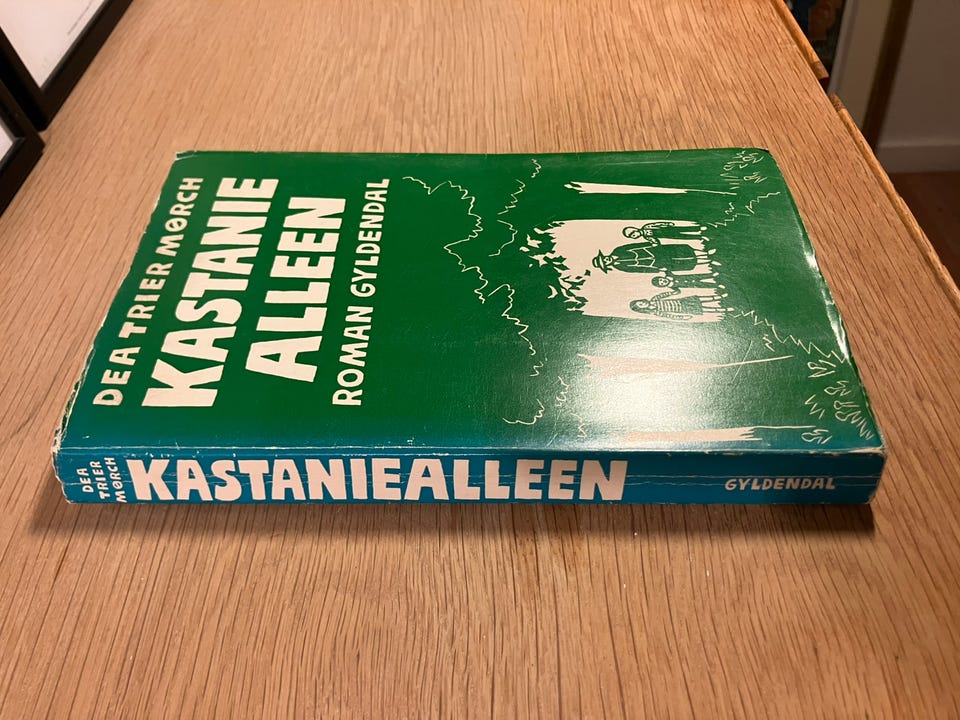 DEA TRIER MØRCH
KASTANIE
ALLEEN
ROMAN GYLDENDAL
DEA
TRIER
MØRCH
KASTANIEALLEEN
GYLDENDAL